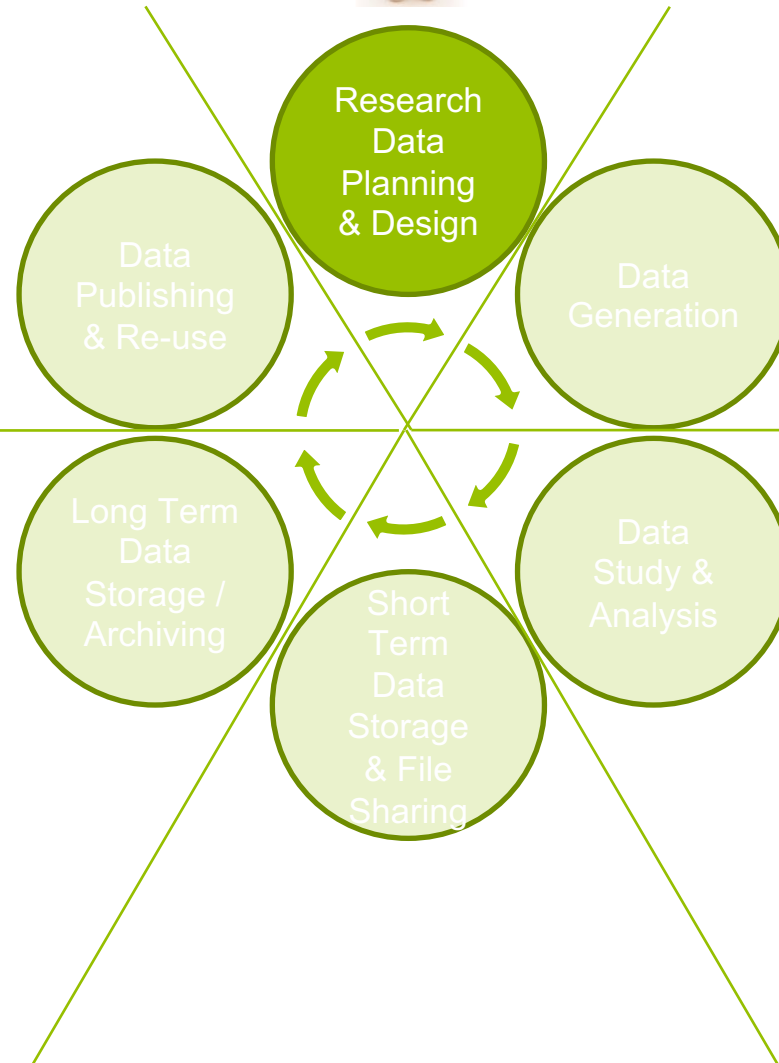 Research
Data
Planning
& Design
Data
Generation
Data
Study &
Analysis
Short
Term
Data
Storage
& File
Sharing
Long Term
Data
Storage /
Archiving
Data
Publishing
& Re-use